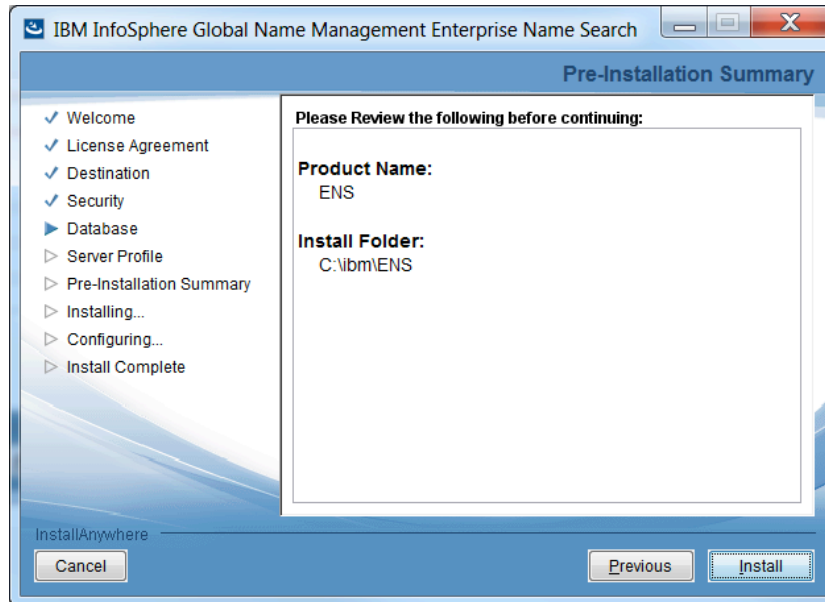 IBM InfoSphere Global Name Management Enterprise Name Search
Pre-Installation Summary
Welcome
License Agreement
Destination
Security
Database
Server Profile
Pre-Installation Summary
Installing...
Configuring...
Install Complete
Please Review the following before continuing:
Product Name:
ENS
Install Folder:
C:\ibm\ENS
InstallAnywhere
Cancel
Previous
Install